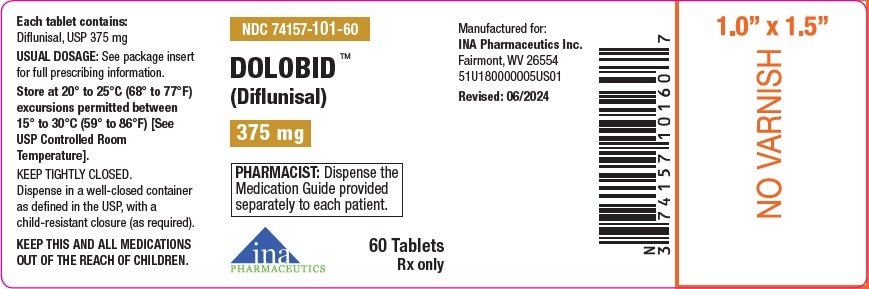 Each tablet contains:
Diflunisal, USP 375 mg
USUAL DOSAGE: See package insert
for full prescribing information.
Store at 20° to 25°C (68° to 77°F)
excursions permitted between
15° to 30°C (59° to 86°F) [See
USP Controlled Room
Temperature].
KEEP TIGHTLY CLOSED.
Dispense in a well-closed container
as defined in the USP, with a
child-resistant closure (as required).
KEEP THIS AND ALL MEDICATIONS
OUT OF THE REACH OF CHILDREN.
NDC 74157-101-60
DOLOBID™
(Diflunisal)
375 mg
PHARMACIST: Dispense the
Medication Guide provided
separately to each patient.
ina
PHARMACEUTICS
60 Tablets
Rx only
Manufactured for:
INA Pharmaceutics Inc.
Fairmont, WV 26554
51U180000005US01
Revised: 06/2024
N
3 74157 10160 7
1.0” x 1.5”
NO VARNISH